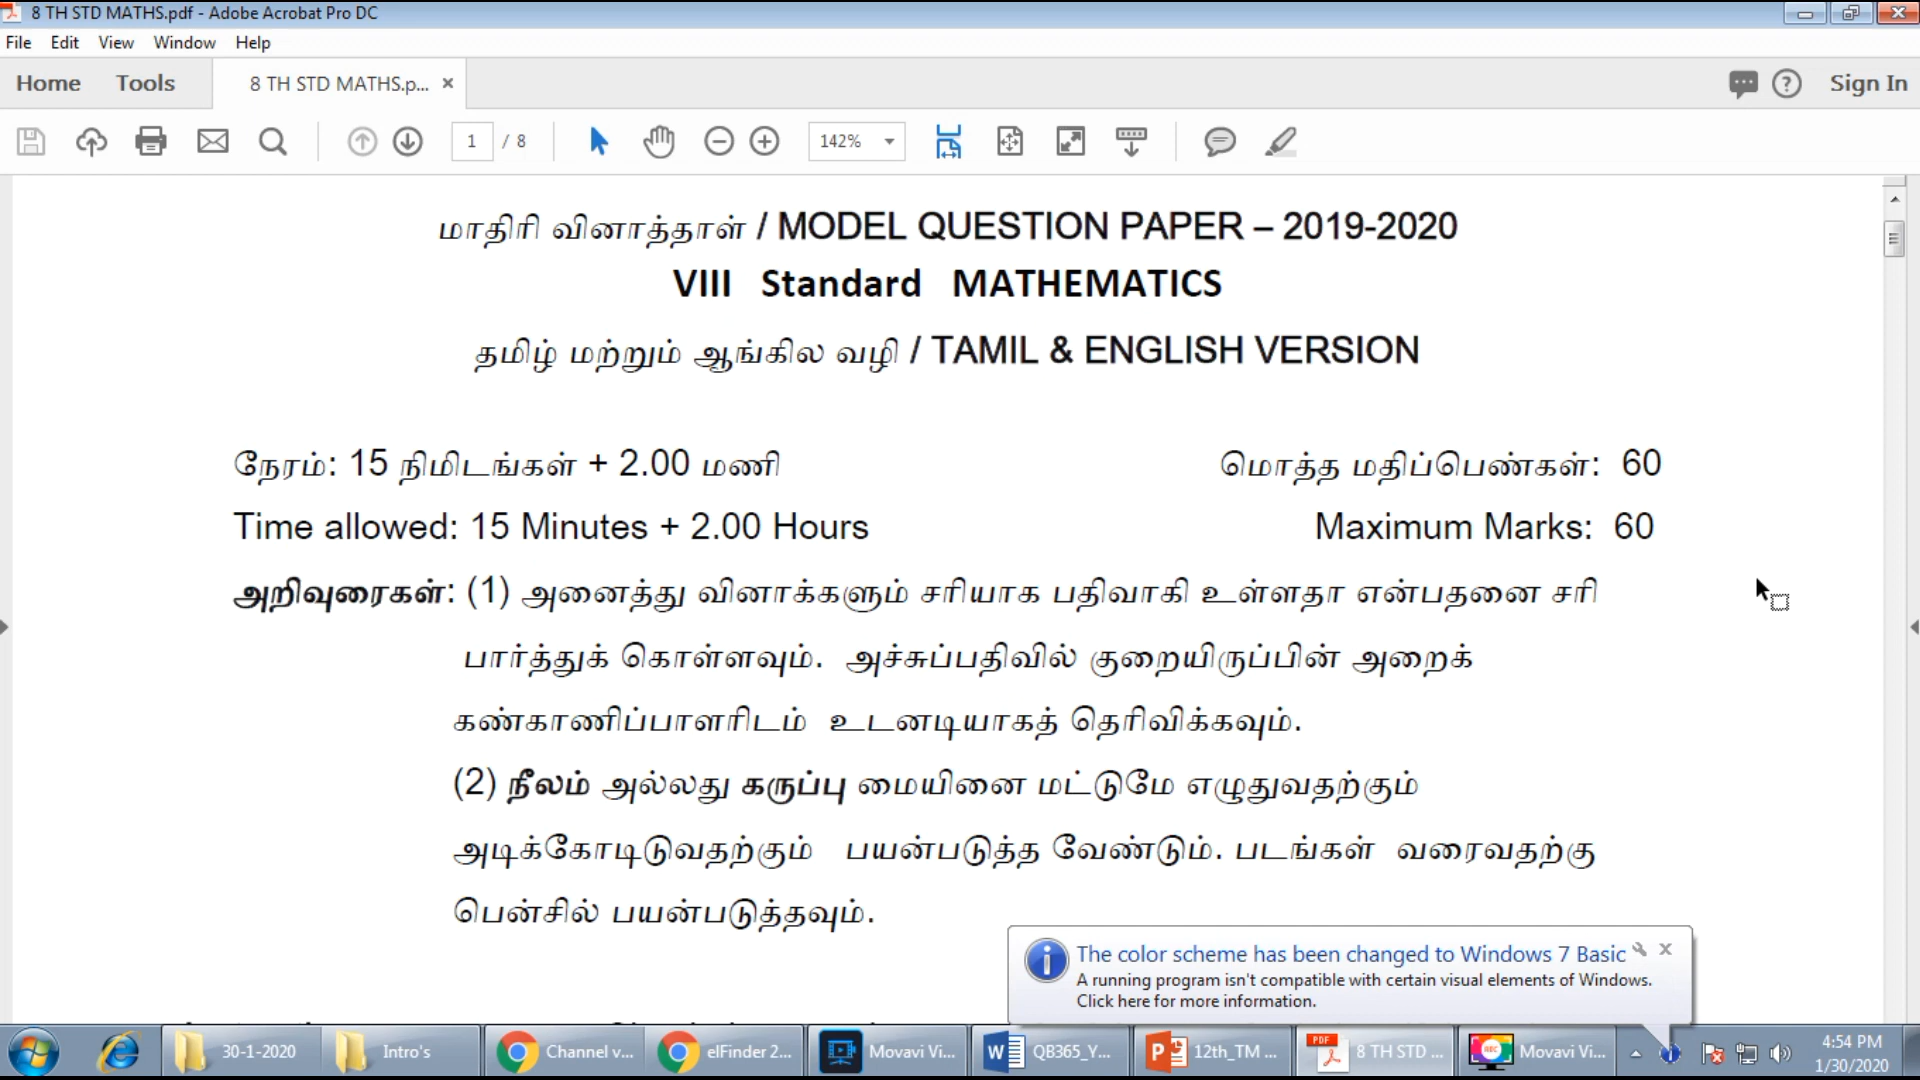 8 TH STD MATHS.pdf - Adobe Acrobat Pro DC
File Edit View Window Help
Home Tools 8 TH STD MATHS.p... × Sign In
1 / 8 142%
மாதிரி வினாத்தாள் / MODEL QUESTION PAPER – 2019-2020
VIII Standard MATHEMATICS
தமிழ் மற்றும் ஆங்கில வழி / TAMIL & ENGLISH VERSION
நேரம்: 15 நிமிடங்கள் + 2.00 மணி மொத்த மதிப்பெண்கள்: 60
Time allowed: 15 Minutes + 2.00 Hours Maximum Marks: 60
அறிவுரைகள்: (1) அனைத்து வினாக்களும் சரியாக பதிவாகி உள்ளதா என்பதனை சரி
பார்த்துக் கொள்ளவும். அச்சுப்பதிவில் குறையிருப்பின் அறைக்
கண்காணிப்பாளரிடம் உடனடியாகத் தெரிவிக்கவும்.
(2) நீலம் அல்லது கருப்பு மையினை மட்டுமே எழுதுவதற்கும்
அடிக்கோடிடுவதற்கும் பயன்படுத்த வேண்டும். படங்கள் வரைவதற்கு
பென்சில் பயன்படுத்தவும்.
The color scheme has been changed to Windows 7 Basic
A running program isn't compatible with certain visual elements of Windows.
Click here for more information.
30-1-2020 Intro's Channel v... elFinder 2... Movavi Vi... QB365_Y... 12th_TM ... 8 TH STD ... Movavi Vi... 4:54 PM
1/30/2020